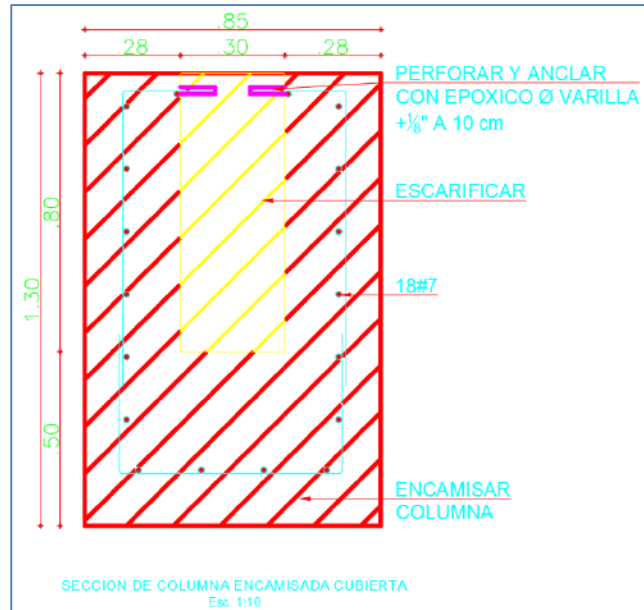 .85
.28 .30 .28
PERFORAR Y ANCLAR
CON EPOXICO Ø VARILLA
+⅛" A 10 cm
.80
ESCARIFICAR
1.30
18#7
.50
ENCAMISAR
COLUMNA
SECCION DE COLUMNA ENCAMISADA CUBIERTA
Esc. 1:10